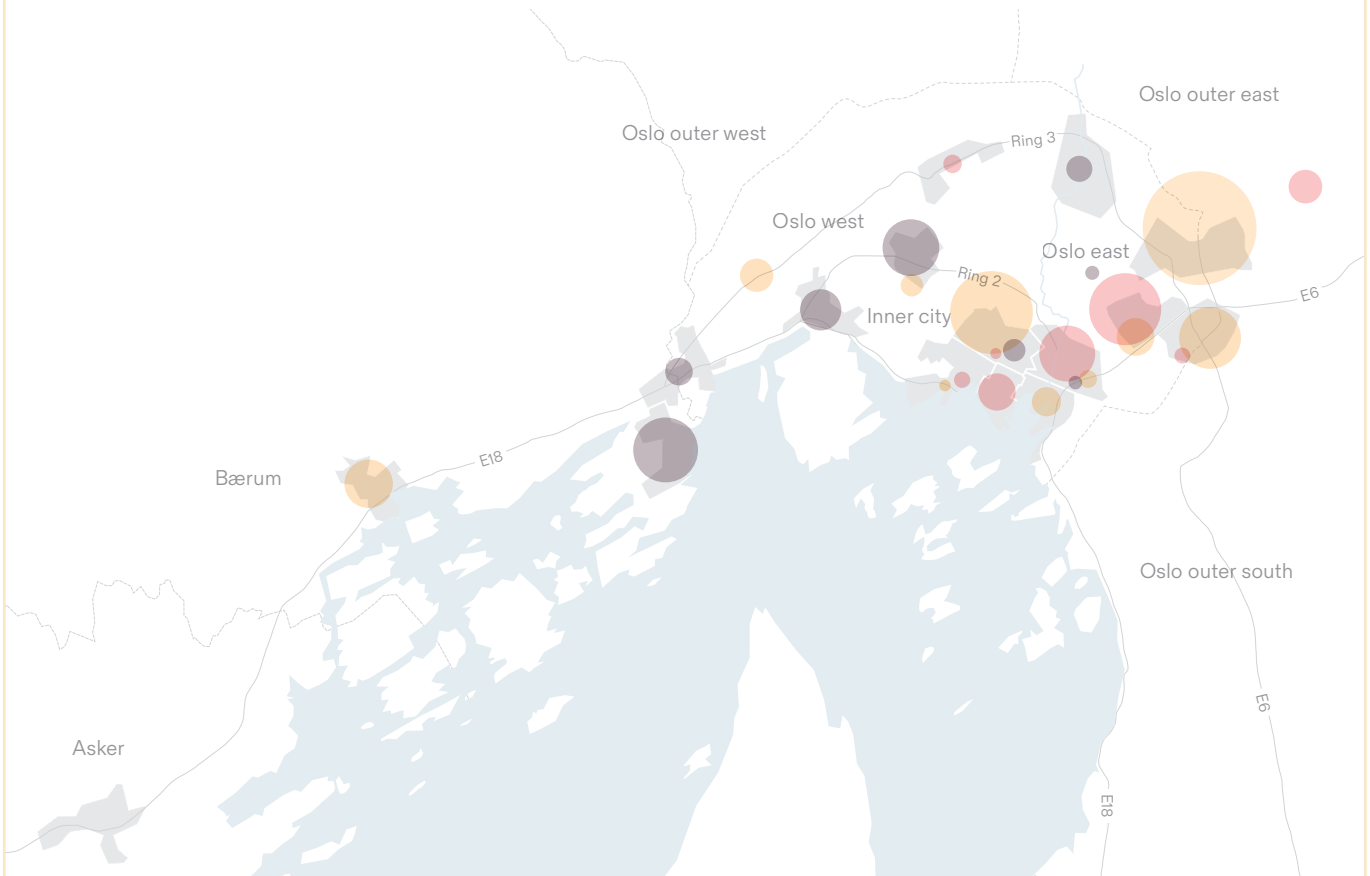 Oslo outer east
Oslo outer west
Ring 3
Oslo west
Oslo east
Ring 2
E6
Inner city
E18
Bærum
Oslo outer south
E6
Asker
E18